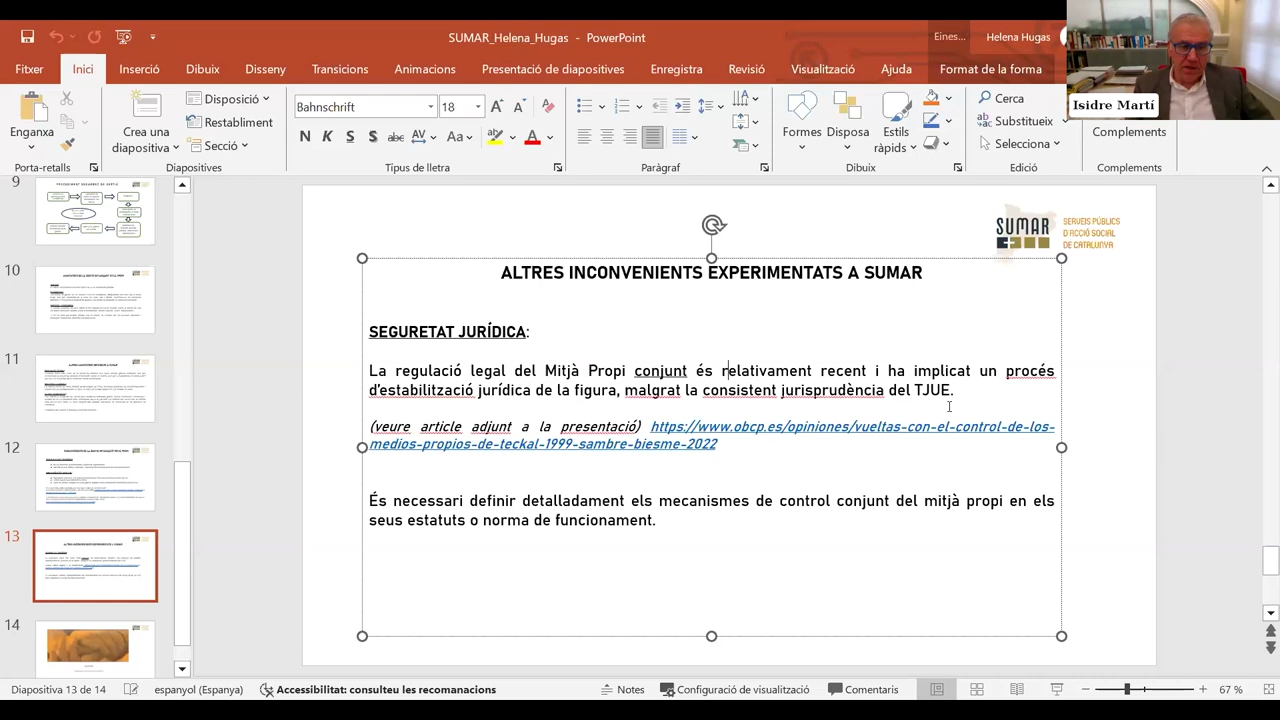 SUMAR_Helena_Hugas - PowerPoint
Eines...
Helena Hugas
Fitxer
Inici
Inserció
Dibuix
Disseny
Transicions
Animacions
Presentació de diapositives
Enregistra
Revisió
Visualització
Ajuda
Format de la forma
Isidre Martí
Enganxa
Porta-retalls
Crea una
diapositiva
Disposició
Restabliment
Secció
Diapositives
Bahnschrift
18
N K S abc AV Aa A
Tipus de lletra
Paràgraf
Formes
Disposa
Estils
ràpids
Dibuix
Cerca
Substitueix
Selecciona
Edició
Complements
Complements
9
10
11
12
13
14
SUMAR
SERVEIS PÚBLICS
D'ACCIÓ SOCIAL
DE CATALUNYA
ALTRES INCONVENIENTS EXPERIMENTATS A SUMAR
SEGURETAT JURÍDICA:
La regulació legal del Mitjà Propi conjunt és relativament recent i ha implicat un procés
d'estabilització jurídica de la figura, malgrat la consistent jurisprudència del TJUE.
(veure article adjunt a la presentació) https://www.obcp.es/opiniones/vueltas-con-el-control-de-los-
medios-propios-de-teckal-1999-sambre-biesme-2022
És necessari definir detalladament els mecanismes de control conjunt del mitjà propi en els
seus estatuts o norma de funcionament.
Diapositiva 13 de 14
espanyol (Espanya)
Accessibilitat: consulteu les recomanacions
Notes
Configuració de visualització
Comentaris
67 %